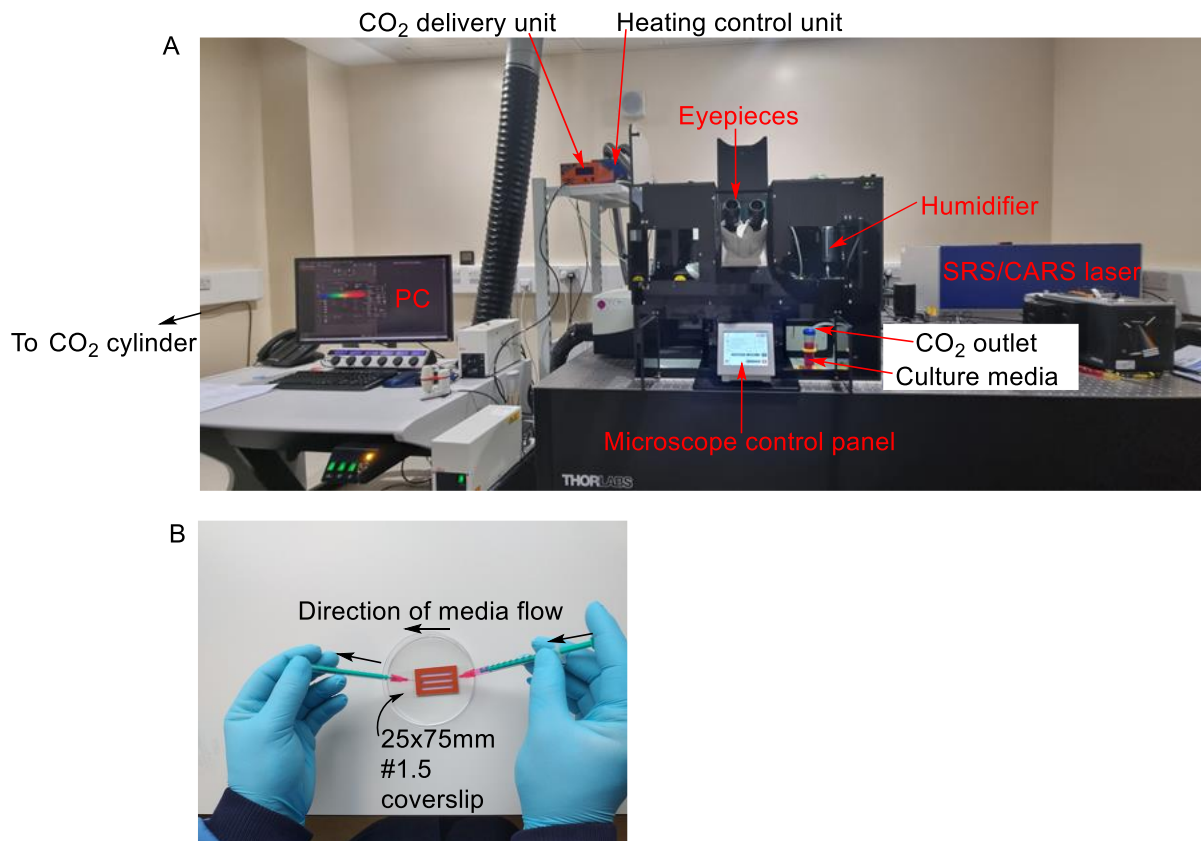 CO₂ delivery unit
Heating control unit
A
Eyepieces
Humidifier
SRS/CARS laser
PC
To CO₂ cylinder
CO₂ outlet
Culture media
Microscope control panel
THORLABS
B
Direction of media flow
25x75mm
#1.5
coverslip